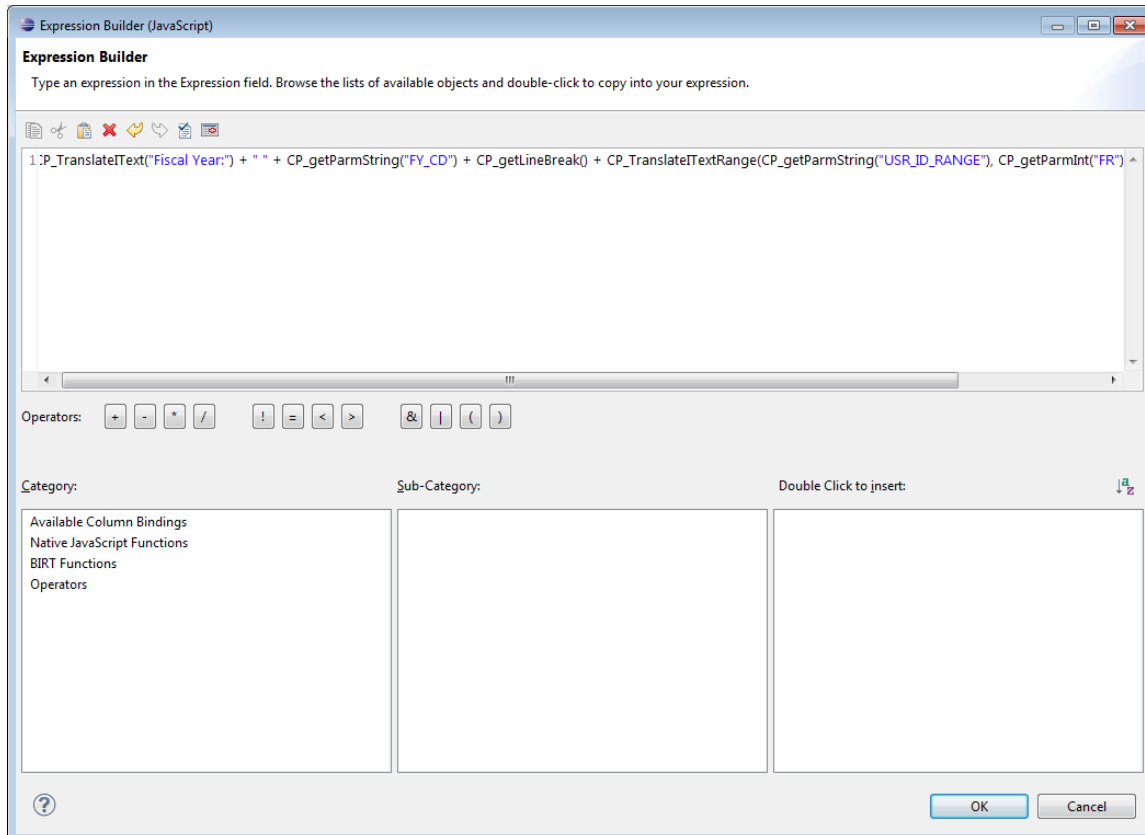 Expression Builder (JavaScript)
Expression Builder
Type an expression in the Expression field. Browse the lists of available objects and double-click to copy into your expression.
1 :P_TranslateIText("Fiscal Year:") + " " + CP_getParmString("FY_CD") + CP_getLineBreak() + CP_TranslateITextRange(CP_getParmString("USR_ID_RANGE"), CP_getParmInt("FR")
Operators: + - * / ! = < > & | ( )
Category: Sub-Category: Double Click to insert:
Available Column Bindings
Native JavaScript Functions
BIRT Functions
Operators
OK Cancel